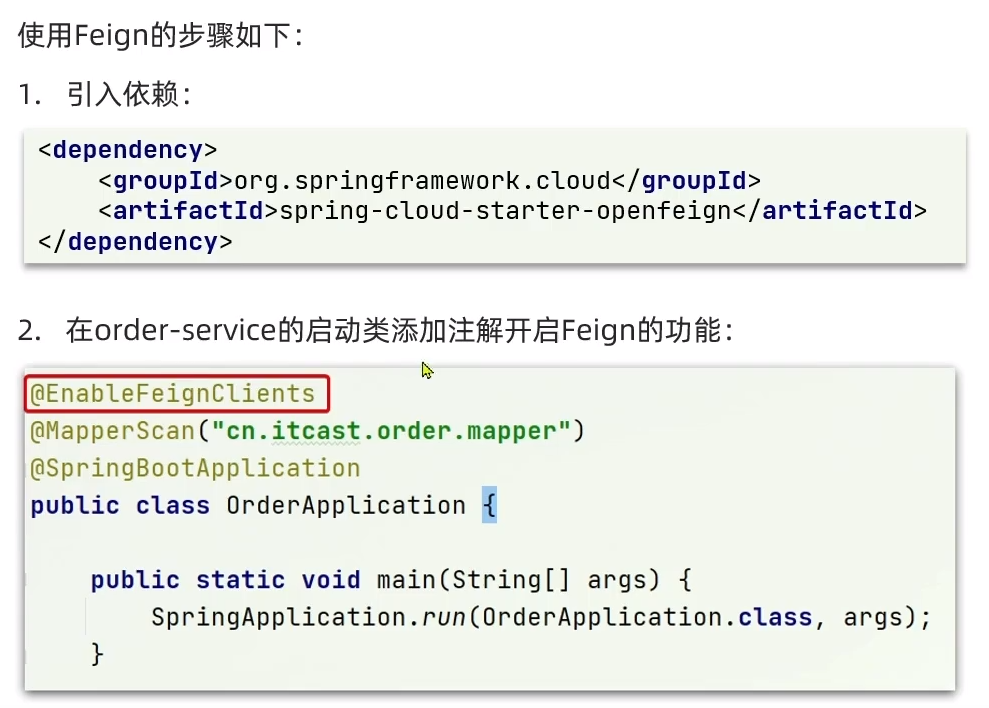 使用Feign的步骤如下：
1. 引入依赖：
<dependency>
    <groupId>org.springframework.cloud</groupId>
    <artifactId>spring-cloud-starter-openfeign</artifactId>
</dependency>
2. 在order-service的启动类添加注解开启Feign的功能：
@EnableFeignClients
@MapperScan("cn.itcast.order.mapper")
@SpringBootApplication
public class OrderApplication {
    public static void main(String[] args) {
        SpringApplication.run(OrderApplication.class, args);
    }